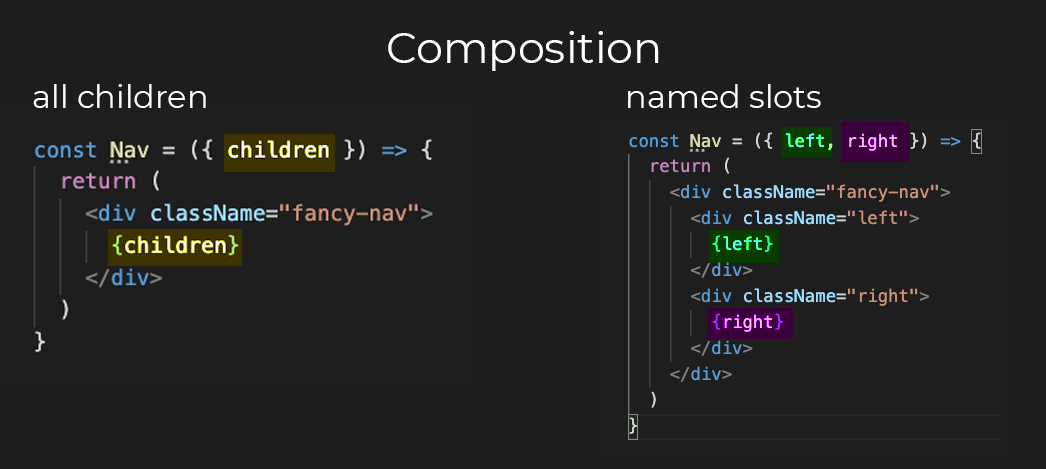 Composition
all children
const Nav = ({ children }) => {
return (
<div className="fancy-nav">
{children}
</div>
)
}
named slots
const Nav = ({ left, right }) => {
return (
<div className="fancy-nav">
<div className="left">
{left}
</div>
<div className="right">
{right}
</div>
</div>
)
}